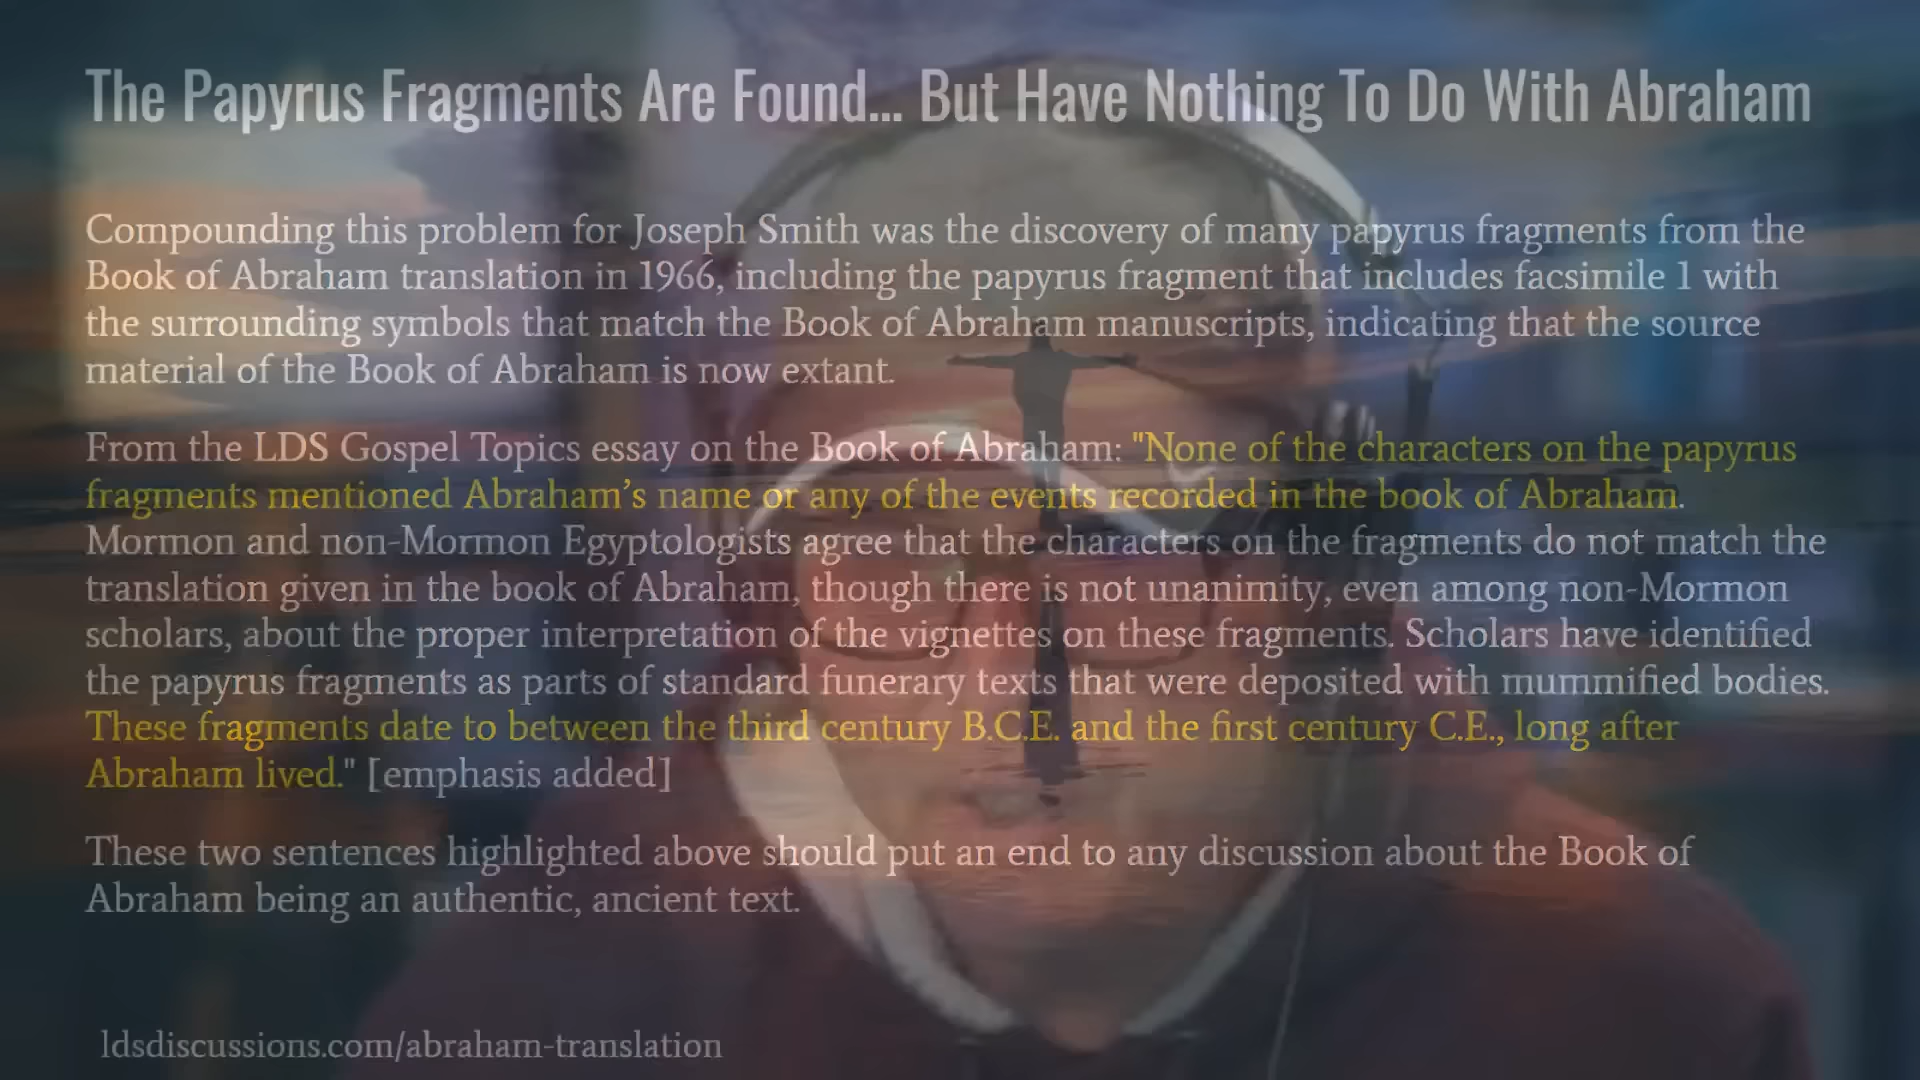 The Papyrus Fragments Are Found... But Have Nothing To Do With Abraham
Compounding this problem for Joseph Smith was the discovery of many papyrus fragments from the
Book of Abraham translation in 1966, including the papyrus fragment that includes facsimile 1 with
the surrounding symbols that match the Book of Abraham manuscripts, indicating that the source
material of the Book of Abraham is now extant.
From the LDS Gospel Topics essay on the Book of Abraham: "None of the characters on the papyrus
fragments mentioned Abraham’s name or any of the events recorded in the book of Abraham.
Mormon and non-Mormon Egyptologists agree that the characters on the fragments do not match the
translation given in the book of Abraham, though there is not unanimity, even among non-Mormon
scholars, about the proper interpretation of the vignettes on these fragments. Scholars have identified
the papyrus fragments as parts of standard funerary texts that were deposited with mummified bodies.
These fragments date to between the third century B.C.E. and the first century C.E., long after
Abraham lived." [emphasis added]
These two sentences highlighted above should put an end to any discussion about the Book of
Abraham being an authentic, ancient text.
ldsdiscussions.com/abraham-translation